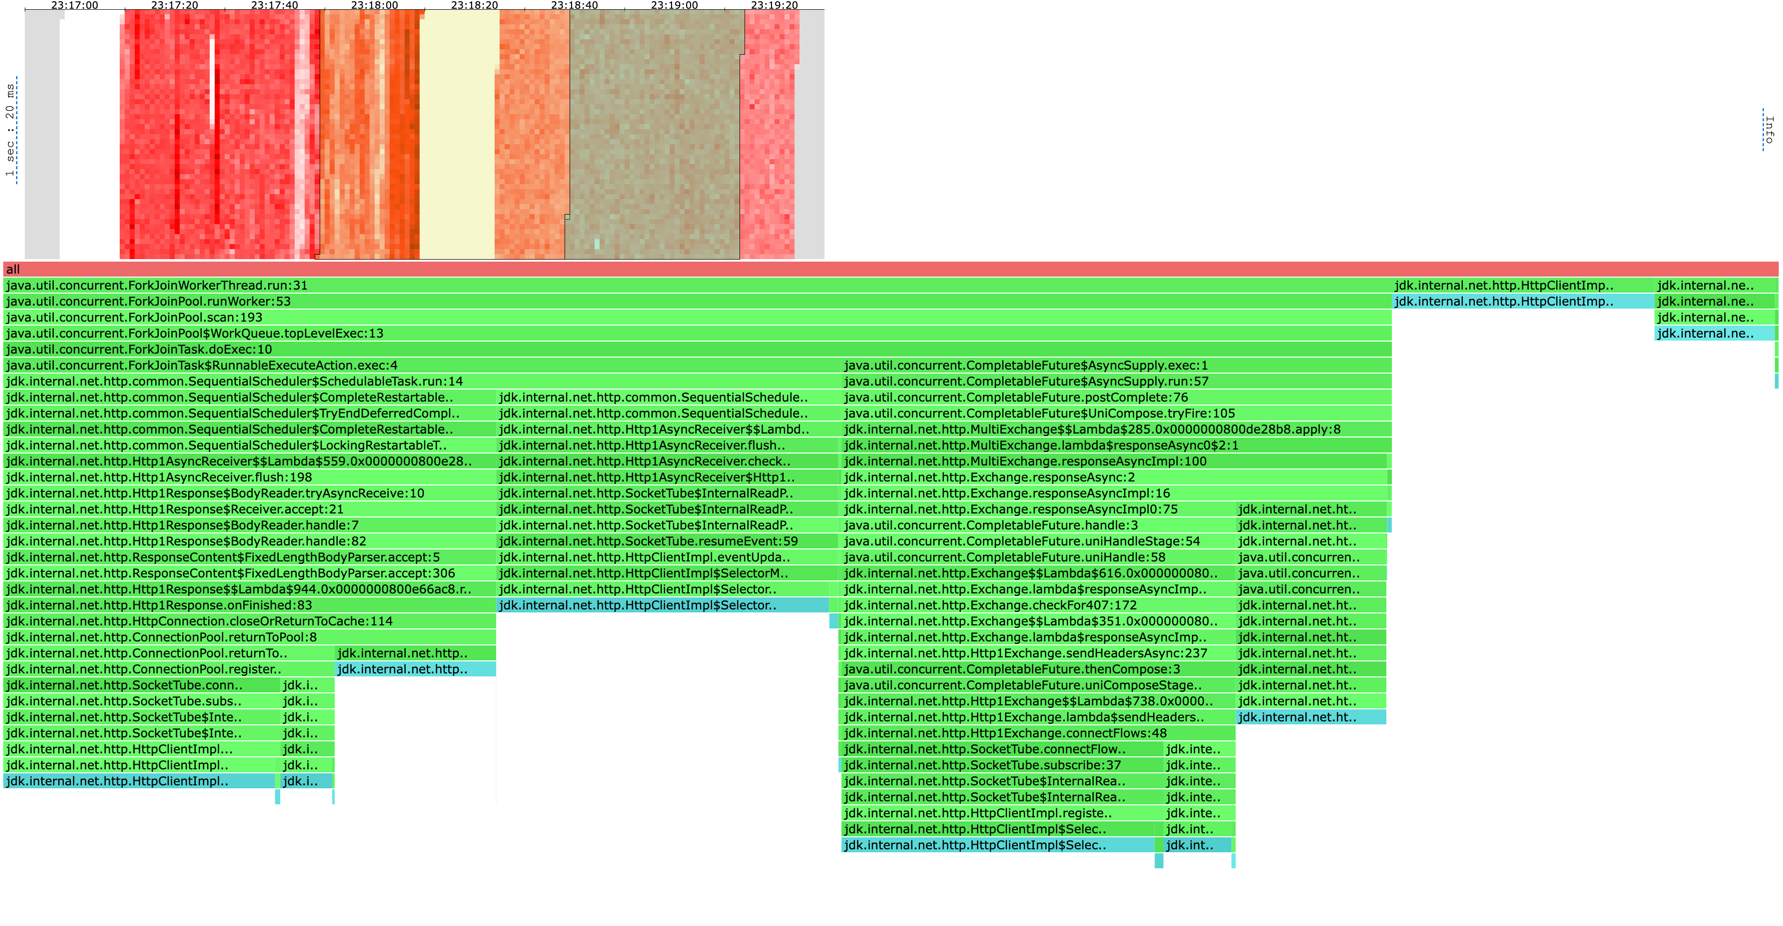 23:17:00 23:17:20 23:17:40 23:18:00 23:18:20 23:18:40 23:19:00 23:19:20
1 sec : 20 ms
Info
all
java.util.concurrent.ForkJoinWorkerThread.run:31 jdk.internal.net.http.HttpClientImp.. jdk.internal.ne..
java.util.concurrent.ForkJoinPool.runWorker:53 jdk.internal.net.http.HttpClientImp.. jdk.internal.ne..
java.util.concurrent.ForkJoinPool.scan:193 jdk.internal.ne..
java.util.concurrent.ForkJoinPool$WorkQueue.topLevelExec:13 jdk.internal.ne..
java.util.concurrent.ForkJoinTask.doExec:10
java.util.concurrent.ForkJoinTask$RunnableExecuteAction.exec:4 java.util.concurrent.CompletableFuture$AsyncSupply.exec:1
jdk.internal.net.http.common.SequentialScheduler$SchedulableTask.run:14 java.util.concurrent.CompletableFuture$AsyncSupply.run:57
jdk.internal.net.http.common.SequentialScheduler$CompleteRestartable.. jdk.internal.net.http.common.SequentialSchedule.. java.util.concurrent.CompletableFuture.postComplete:76
jdk.internal.net.http.common.SequentialScheduler$TryEndDeferredCompl.. jdk.internal.net.http.common.SequentialSchedule.. java.util.concurrent.CompletableFuture$UniCompose.tryFire:105
jdk.internal.net.http.common.SequentialScheduler$CompleteRestartable.. jdk.internal.net.http.Http1AsyncReceiver$$Lambd.. jdk.internal.net.http.MultiExchange$$Lambda$285.0x0000000800de28b8.apply:8
jdk.internal.net.http.common.SequentialScheduler$LockingRestartableT.. jdk.internal.net.http.Http1AsyncReceiver.flush.. jdk.internal.net.http.MultiExchange.lambda$responseAsync0$2:1
jdk.internal.net.http.Http1AsyncReceiver$$Lambda$559.0x0000000800e28.. jdk.internal.net.http.Http1AsyncReceiver.check.. jdk.internal.net.http.MultiExchange.responseAsyncImpl:100
jdk.internal.net.http.Http1AsyncReceiver.flush:198 jdk.internal.net.http.Http1AsyncReceiver$Http1.. jdk.internal.net.http.Exchange.responseAsync:2
jdk.internal.net.http.Http1Response$BodyReader.tryAsyncReceive:10 jdk.internal.net.http.SocketTube$InternalReadP.. jdk.internal.net.http.Exchange.responseAsyncImpl:16
jdk.internal.net.http.Http1Response$Receiver.accept:21 jdk.internal.net.http.SocketTube$InternalReadP.. jdk.internal.net.http.Exchange.responseAsyncImpl0:75 jdk.internal.net.ht..
jdk.internal.net.http.Http1Response$BodyReader.handle:7 jdk.internal.net.http.SocketTube$InternalReadP.. java.util.concurrent.CompletableFuture.handle:3 jdk.internal.net.ht..
jdk.internal.net.http.Http1Response$BodyReader.handle:82 jdk.internal.net.http.SocketTube.resumeEvent:59 java.util.concurrent.CompletableFuture.uniHandleStage:54 jdk.internal.net.ht..
jdk.internal.net.http.ResponseContent$FixedLengthBodyParser.accept:5 jdk.internal.net.http.HttpClientImpl.eventUpda.. java.util.concurrent.CompletableFuture.uniHandle:58 java.util.concurren..
jdk.internal.net.http.ResponseContent$FixedLengthBodyParser.accept:306 jdk.internal.net.http.HttpClientImpl$SelectorM.. jdk.internal.net.http.Exchange$$Lambda$616.0x000000080.. java.util.concurren..
jdk.internal.net.http.Http1Response$$Lambda$944.0x0000000800e66ac8.r.. jdk.internal.net.http.HttpClientImpl$Selector.. jdk.internal.net.http.Exchange.lambda$responseAsyncImp.. java.util.concurren..
jdk.internal.net.http.Http1Response.onFinished:83 jdk.internal.net.http.HttpClientImpl$Selector.. jdk.internal.net.http.Exchange.checkFor407:172 jdk.internal.net.ht..
jdk.internal.net.http.HttpConnection.closeOrReturnToCache:114 jdk.internal.net.http.Exchange$$Lambda$351.0x000000080.. jdk.internal.net.ht..
jdk.internal.net.http.ConnectionPool.returnToPool:8 jdk.internal.net.http.Exchange.lambda$responseAsyncImp.. jdk.internal.net.ht..
jdk.internal.net.http.ConnectionPool.returnTo.. jdk.internal.net.http.. jdk.internal.net.http.Http1Exchange.sendHeadersAsync:237 jdk.internal.net.ht..
jdk.internal.net.http.ConnectionPool.register.. jdk.internal.net.http.. java.util.concurrent.CompletableFuture.thenCompose:3 jdk.internal.net.ht..
jdk.internal.net.http.SocketTube.conn.. jdk.i.. java.util.concurrent.CompletableFuture.uniComposeStage.. jdk.internal.net.ht..
jdk.internal.net.http.SocketTube.subs.. jdk.i.. jdk.internal.net.http.Http1Exchange$$Lambda$738.0x0000.. jdk.internal.net.ht..
jdk.internal.net.http.SocketTube$Inte.. jdk.i.. jdk.internal.net.http.Http1Exchange.lambda$sendHeaders.. jdk.internal.net.ht..
jdk.internal.net.http.SocketTube$Inte.. jdk.i.. jdk.internal.net.http.Http1Exchange.connectFlows:48
jdk.internal.net.http.HttpClientImpl... jdk.i.. jdk.internal.net.http.SocketTube.connectFlow.. jdk.inte..
jdk.internal.net.http.HttpClientImpl.. jdk.i.. jdk.internal.net.http.SocketTube.subscribe:37 jdk.inte..
jdk.internal.net.http.HttpClientImpl.. jdk.i.. jdk.internal.net.http.SocketTube$InternalRea.. jdk.inte..
jdk.internal.net.http.SocketTube$InternalRea.. jdk.inte..
jdk.internal.net.http.HttpClientImpl.registe.. jdk.inte..
jdk.internal.net.http.HttpClientImpl$Selec.. jdk.int..
jdk.internal.net.http.HttpClientImpl$Selec.. jdk.int..